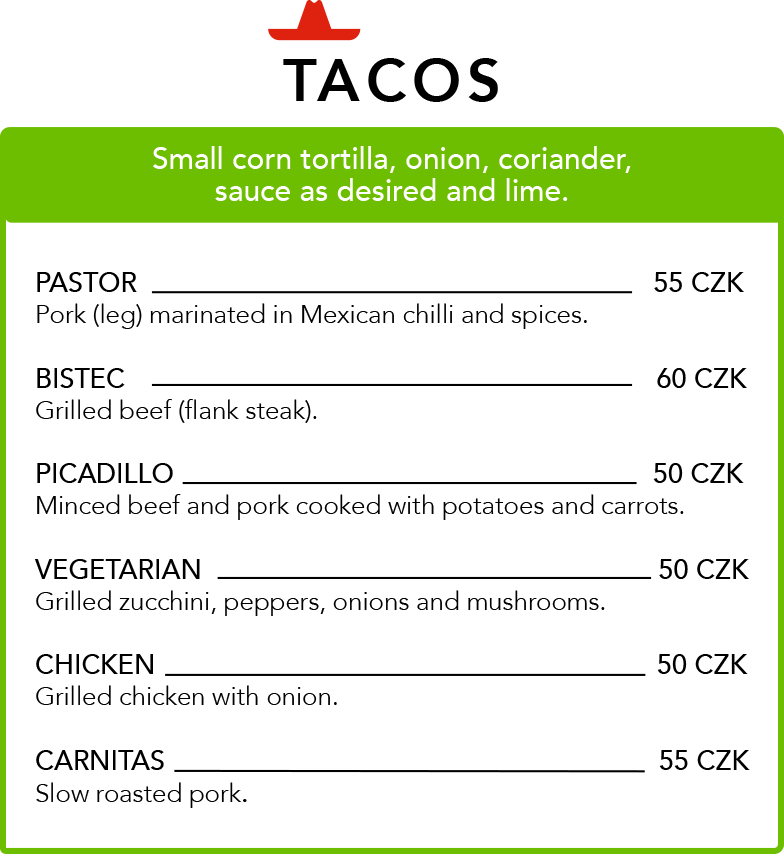 TACOS
Small corn tortilla, onion, coriander,
sauce as desired and lime.
PASTOR 55 CZK
Pork (leg) marinated in Mexican chilli and spices.
BISTEC 60 CZK
Grilled beef (flank steak).
PICADILLO 50 CZK
Minced beef and pork cooked with potatoes and carrots.
VEGETARIAN 50 CZK
Grilled zucchini, peppers, onions and mushrooms.
CHICKEN 50 CZK
Grilled chicken with onion.
CARNITAS 55 CZK
Slow roasted pork.